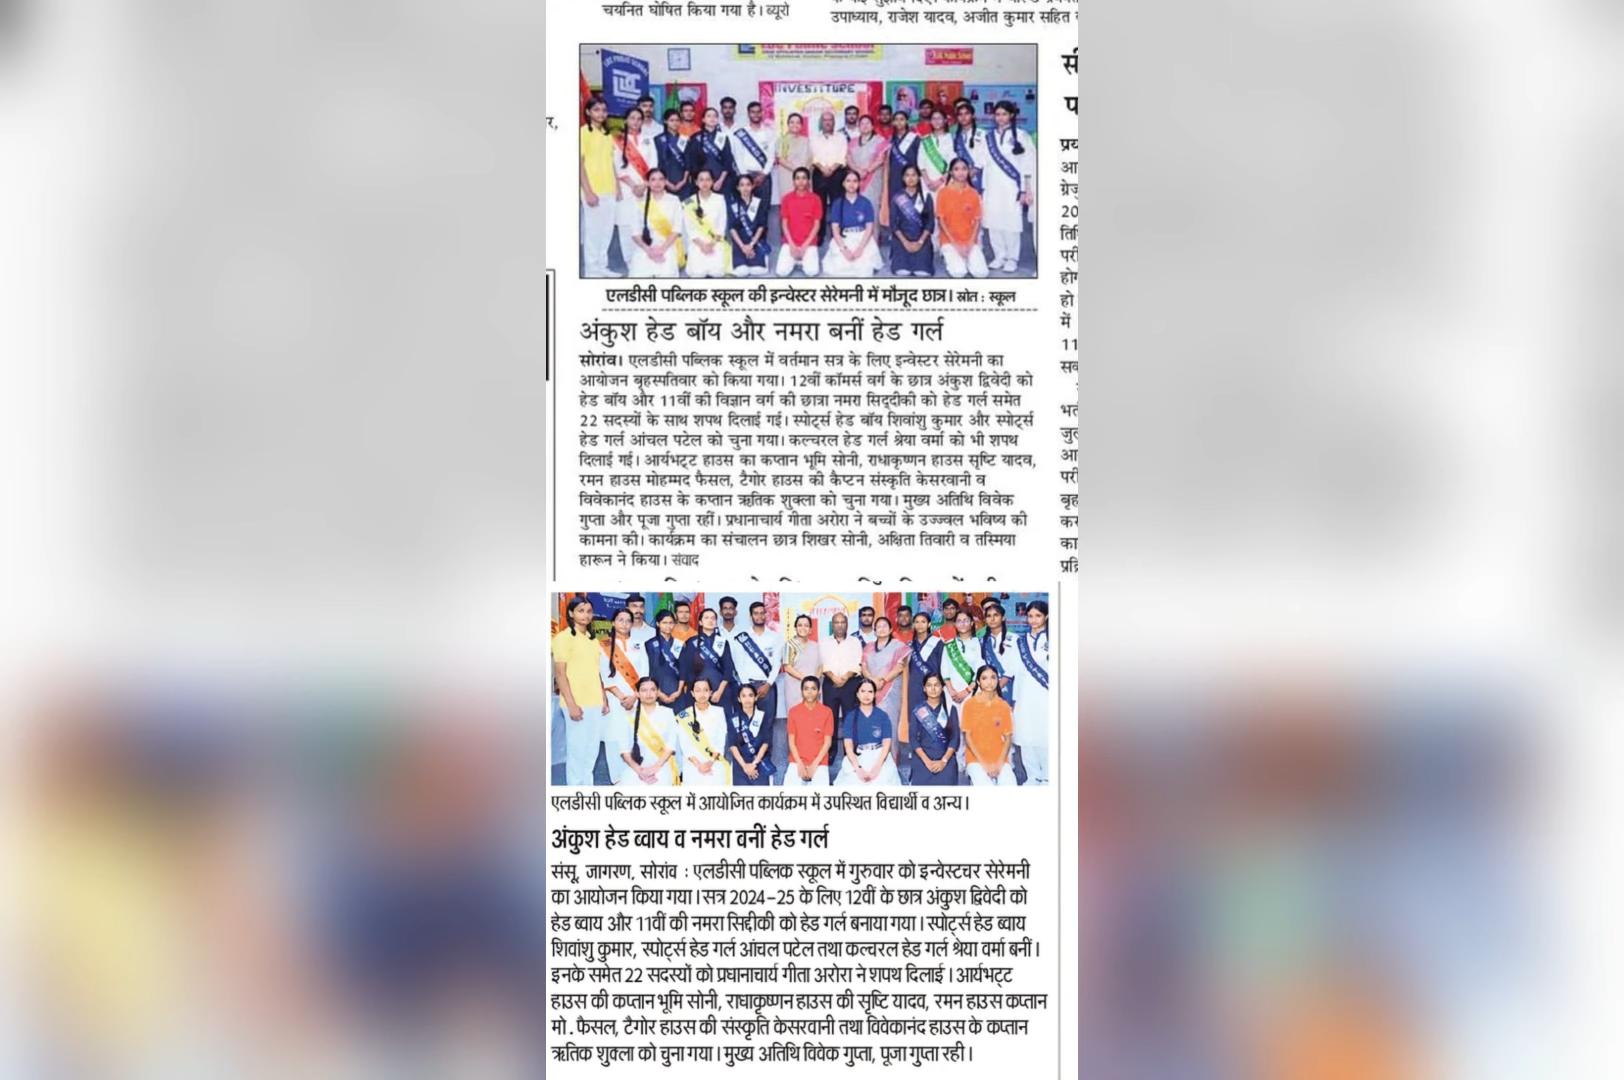 चयनित घोषित किया गया है। ब्यूरो
उपाध्याय, राजेश यादव, अजीत कुमार सहित
LDC PUBLIC SCHOOL
INVESTITURE
एलडीसी पब्लिक स्कूल की इन्वेस्टर सेरेमनी में मौजूद छात्र। स्रोत : स्कूल
अंकुश हेड बॉय और नमरा बनीं हेड गर्ल
सोरांव। एलडीसी पब्लिक स्कूल में वर्तमान सत्र के लिए इन्वेस्टर सेरेमनी का
आयोजन बृहस्पतिवार को किया गया। 12वीं कॉमर्स वर्ग के छात्र अंकुश द्विवेदी को
हेड बॉय और 11वीं की विज्ञान वर्ग की छात्रा नमरा सिद्दीकी को हेड गर्ल समेत
22 सदस्यों के साथ शपथ दिलाई गई। स्पोर्ट्स हेड बॉय शिवांशु कुमार और स्पोर्ट्स
हेड गर्ल आंचल पटेल को चुना गया। कल्चरल हेड गर्ल श्रेया वर्मा को भी शपथ
दिलाई गई। आर्यभट्ट हाउस का कप्तान भूमि सोनी, राधाकृष्णन हाउस सृष्टि यादव,
रमन हाउस मोहम्मद फैसल, टैगोर हाउस की कैप्टन संस्कृति केसरवानी व
विवेकानंद हाउस के कप्तान ऋतिक शुक्ला को चुना गया। मुख्य अतिथि विवेक
गुप्ता और पूजा गुप्ता रहीं। प्रधानाचार्य गीता अरोरा ने बच्चों के उज्ज्वल भविष्य की
कामना की। कार्यक्रम का संचालन छात्र शिखर सोनी, अक्षिता तिवारी व तस्मिया
हारून ने किया। संवाद
एलडीसी पब्लिक स्कूल में आयोजित कार्यक्रम में उपस्थित विद्यार्थी व अन्य।
अंकुश हेड ब्वाय व नमरा वनीं हेड गर्ल
संसू, जागरण, सोरांव : एलडीसी पब्लिक स्कूल में गुरुवार को इन्वेस्टचर सेरेमनी
का आयोजन किया गया। सत्र 2024-25 के लिए 12वीं के छात्र अंकुश द्विवेदी को
हेड ब्वाय और 11वीं की नमरा सिद्दीकी को हेड गर्ल बनाया गया। स्पोर्ट्स हेड ब्वाय
शिवांशु कुमार, स्पोर्ट्स हेड गर्ल आंचल पटेल तथा कल्चरल हेड गर्ल श्रेया वर्मा बनीं।
इनके समेत 22 सदस्यों को प्रधानाचार्य गीता अरोरा ने शपथ दिलाई। आर्यभट्ट
हाउस की कप्तान भूमि सोनी, राधाकृष्णन हाउस की सृष्टि यादव, रमन हाउस कप्तान
मो. फैसल, टैगोर हाउस की संस्कृति केसरवानी तथा विवेकानंद हाउस के कप्तान
ऋतिक शुक्ला को चुना गया। मुख्य अतिथि विवेक गुप्ता, पूजा गुप्ता रही।